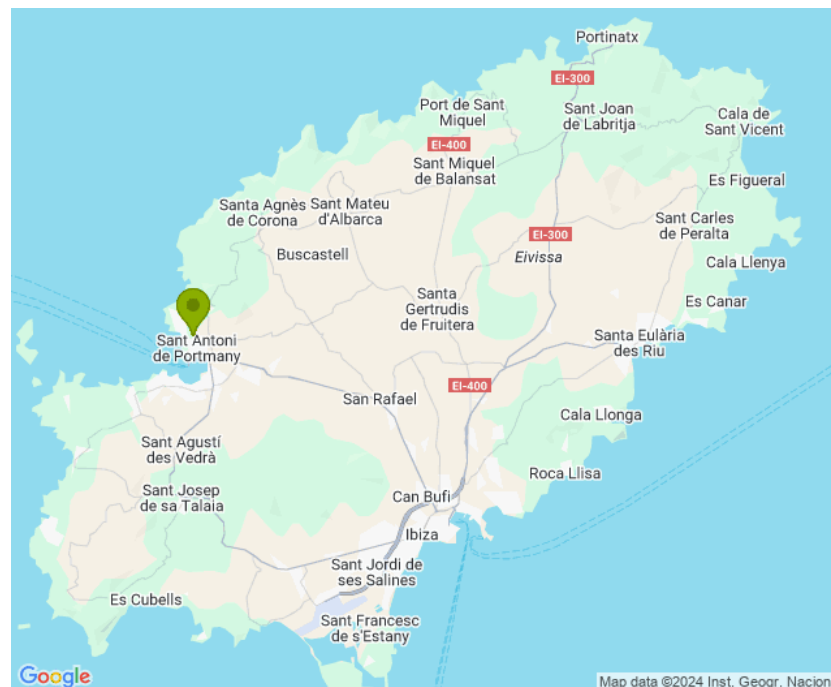 Portinatx
EI-300
Port de Sant
Miquel
Sant Joan
de Labritja
Cala de
Sant Vicent
EI-400
Sant Miquel
de Balansat
Es Figueral
Santa Agnès
de Corona
Sant Mateu
d'Albarca
Sant Carles
de Peralta
EI-300
Buscastell
Eivissa
Cala Llenya
Santa
Gertrudis
de Fruitera
Es Canar
Sant Antoni
de Portmany
Santa Eulària
des Riu
EI-400
San Rafael
Cala Llonga
Sant Agustí
des Vedrà
Roca Llisa
Sant Josep
de sa Talaia
Can Bufi
Ibiza
Sant Jordi de
ses Salines
Es Cubells
Sant Francesc
de s'Estany
Google
Map data ©2024 Inst. Geogr. Nacion